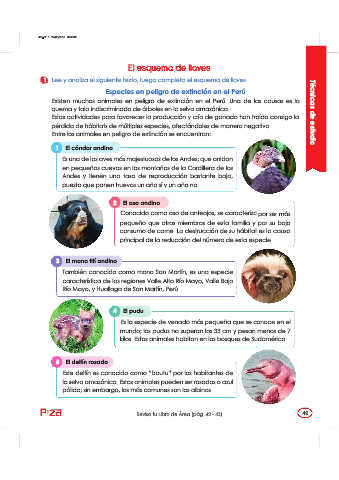 El esquema de llaves
1 Lee y analiza el siguiente texto, luego completa el esquema de llaves
Especies en peligro de extinción en el Perú
Existen muchos animales en peligro de extinción en el Perú Una de las causas es la
quema y tala indiscriminada de árboles en la selva amazónica
Estas actividades para favorecer la producción y cría de ganado han traído consigo la
pérdida de hábitats de múltiples especies, afectándolas de manera negativa
Entre los animales en peligro de extinción se encuentran:
1 El cóndor andino
Es una de las aves más majestuosas de los Andes; que anidan
en pequeñas cuevas en las montañas de la Cordillera de los
Andes y tienen una tasa de reproducción bastante baja,
puesto que ponen huevos un año sí y un año no
2 El oso andino
Conocido como oso de anteojos, se caracteriza por ser más
pequeño que otros miembros de esta familia y por su bajo
consumo de carne La destrucción de su hábitat es la causa
principal de la reducción del número de esta especie
3 El mono tití andino
También conocido como mono San Martín, es una especie
característica de las regiones Valle Alto Río Mayo, Valle Bajo
Río Mayo, y Huallaga de San Martín, Perú
4 El pudu
Es la especie de venado más pequeña que se conoce en el
mundo; los pudus no superan los 33 cm y pesan menos de 7
kilos Estos animales habitan en los bosques de Sudamérica
5 El delfín rosado
Este delfín es conocido como "boutu" por los habitantes de
la selva amazónica Estos animales pueden ser rosados o azul
pálido; sin embargo, los más comunes son los albinos
Técnicas de estudio
Revisa tu Libro de Área (pág. 42 - 43)
49